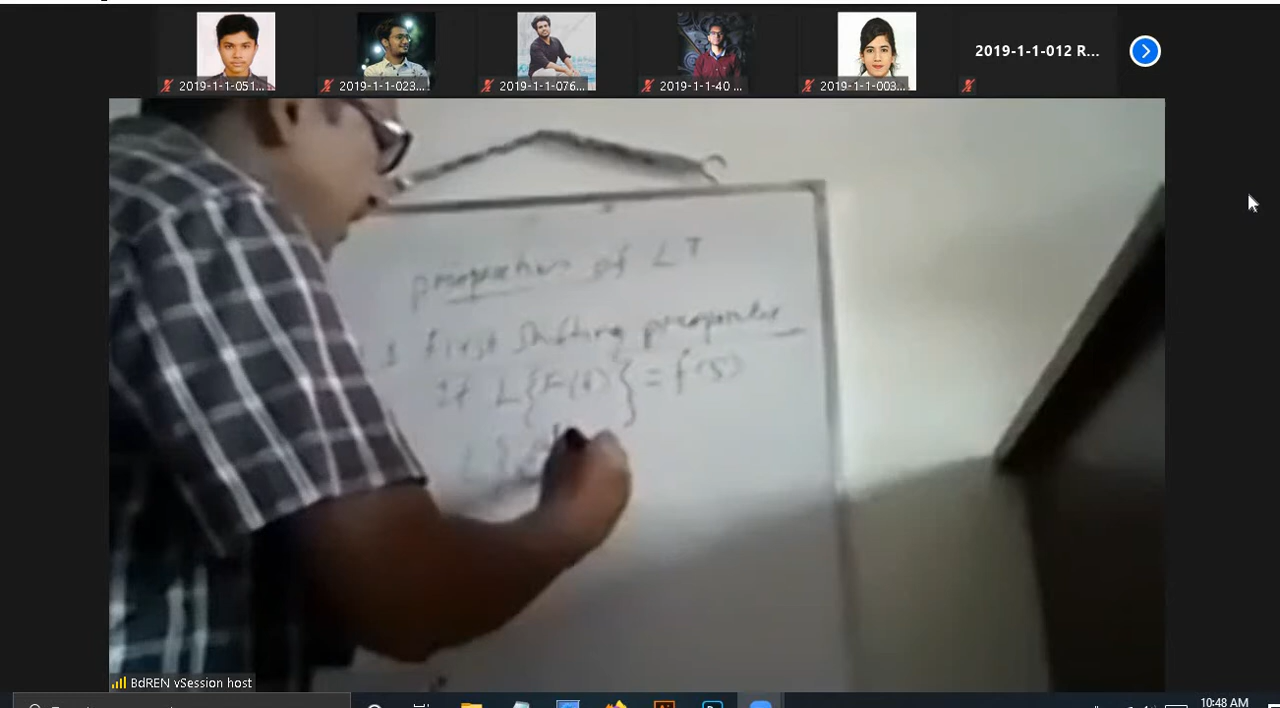 2019-1-1-051...
2019-1-1-023...
2019-1-1-076...
2019-1-1-40 ...
2019-1-1-003...
2019-1-1-012 R...
properties of LT
1 first Shifting
If L{F(t)} = f(s)
L{e
BdREN vSession host
10:48 AM